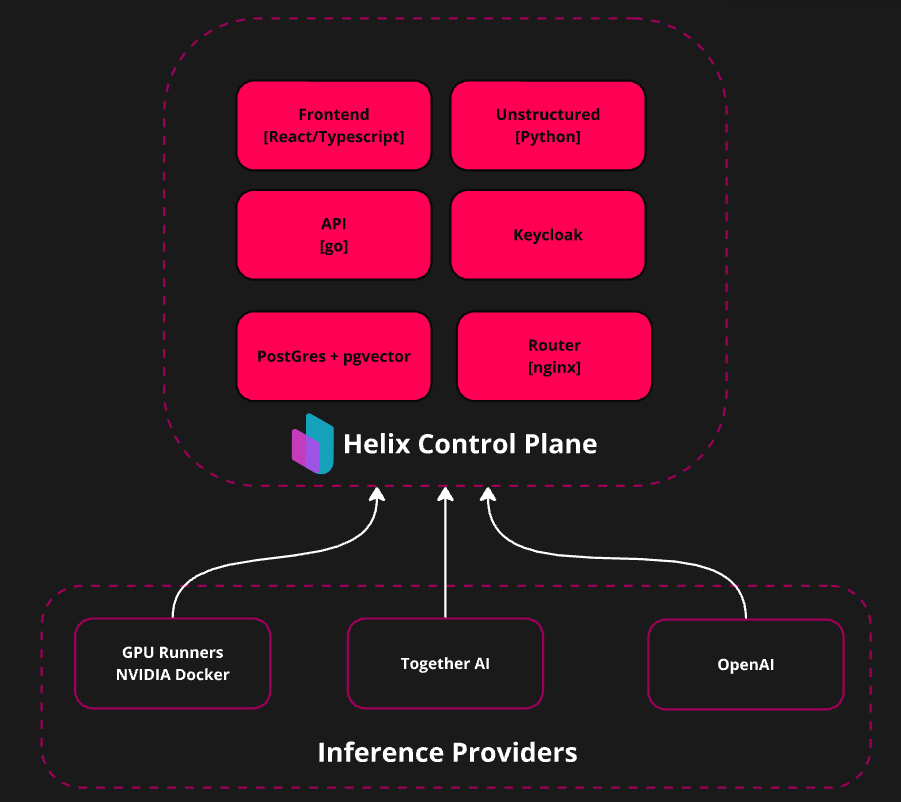 Frontend
[React/Typescript]
Unstructured
[Python]
API
[go]
Keycloak
PostGres + pgvector
Router
[nginx]
Helix Control Plane
GPU Runners
NVIDIA Docker
Together AI
OpenAI
Inference Providers